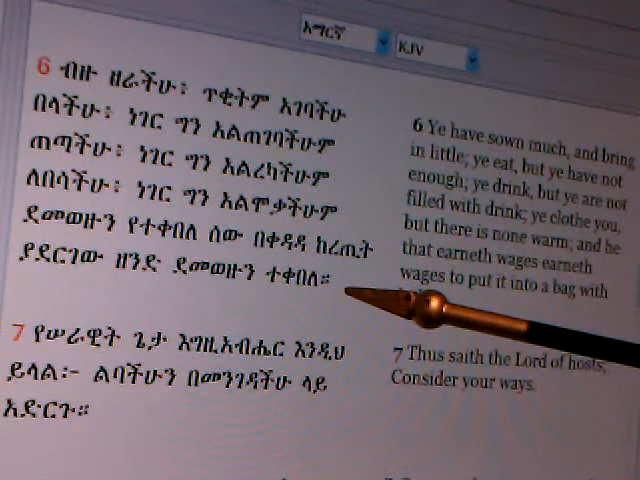 አማርኛ
KJV
6 ብዙ ዘራችሁ፥ ጥቂትም አገባችሁ
በላችሁ፥ ነገር ግን አልጠገባችሁም
ጠጣችሁ፥ ነገር ግን አልረካችሁም
ለበሳችሁ፥ ነገር ግን አልሞቃችሁም
ደመወዙን የተቀበለ ሰው በቀዳዳ ከረጢት
ያደርገው ዘንድ ደመወዙን ተቀበለ።
7 የሠራዊት ጌታ እግዚአብሔር እንዲህ
ይላል፦ ልባችሁን በመንገዳችሁ ላይ
አድርጉ።
6 Ye have sown much, and bring
in little; ye eat, but ye have not
enough; ye drink, but ye are not
filled with drink; ye clothe you,
but there is none warm; and he
that earneth wages earneth
wages to put it into a bag with
7 Thus saith the Lord of hosts;
Consider your ways.